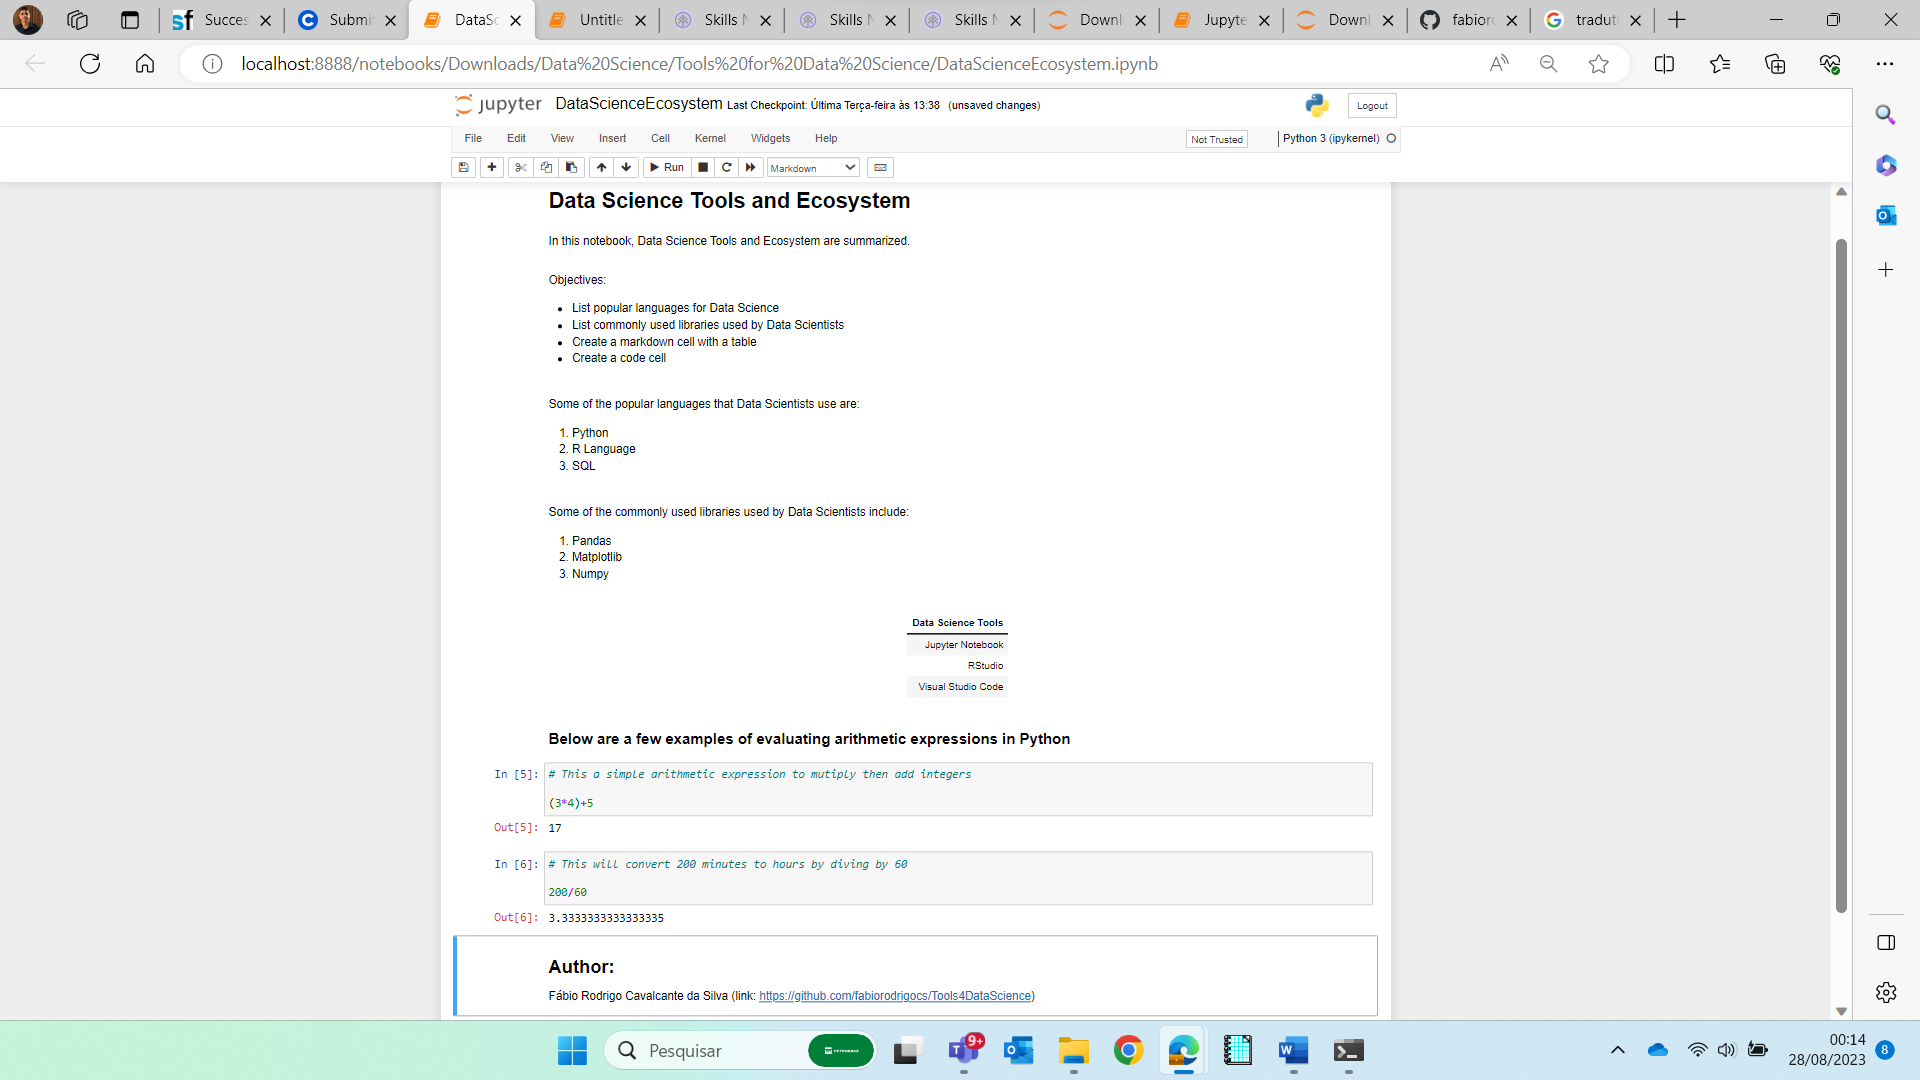 Succes
Submit
DataSc
Untitle
Skills N
Skills N
Skills N
Downl
Jupyte
Downl
fabioro
tradut
localhost:8888/notebooks/Downloads/Data%20Science/Tools%20for%20Data%20Science/DataScienceEcosystem.ipynb
jupyter DataScienceEcosystem Last Checkpoint: Última Terça-feira às 13:38 (unsaved changes) Logout
File Edit View Insert Cell Kernel Widgets Help Not Trusted Python 3 (ipykernel)
Run Markdown
Data Science Tools and Ecosystem
In this notebook, Data Science Tools and Ecosystem are summarized.
Objectives:
• List popular languages for Data Science
• List commonly used libraries used by Data Scientists
• Create a markdown cell with a table
• Create a code cell
Some of the popular languages that Data Scientists use are:
1. Python
2. R Language
3. SQL
Some of the commonly used libraries used by Data Scientists include:
1. Pandas
2. Matplotlib
3. Numpy
Data Science Tools
Jupyter Notebook
RStudio
Visual Studio Code
Below are a few examples of evaluating arithmetic expressions in Python
In [5]: # This a simple arithmetic expression to mutiply then add integers
(3*4)+5
Out[5]: 17
In [6]: # This will convert 200 minutes to hours by diving by 60
200/60
Out[6]: 3.3333333333333335
Author:
Fábio Rodrigo Cavalcante da Silva (link: https://github.com/fabiorodrigocs/Tools4DataScience)
Pesquisar
PETROBRAS
9+
00:14
28/08/2023
8